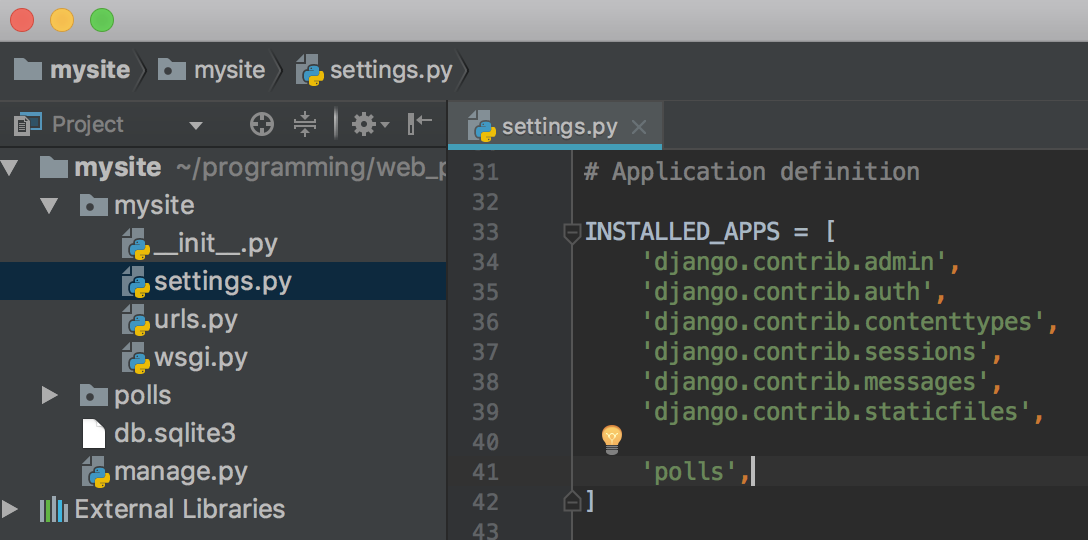 mysite mysite settings.py
Project
settings.py
mysite ~/programming/web_p
mysite
__init__.py
settings.py
urls.py
wsgi.py
polls
db.sqlite3
manage.py
External Libraries
31 # Application definition
32
33 INSTALLED_APPS = [
34 'django.contrib.admin',
35 'django.contrib.auth',
36 'django.contrib.contenttypes',
37 'django.contrib.sessions',
38 'django.contrib.messages',
39 'django.contrib.staticfiles',
40
41 'polls',
42 ]
43